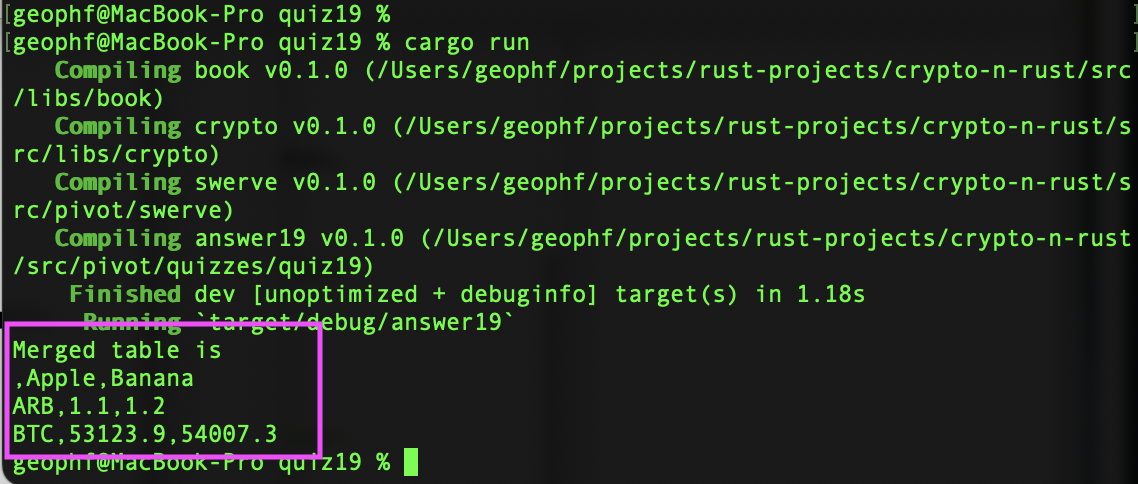 [geophf@MacBook-Pro quiz19 %
[geophf@MacBook-Pro quiz19 % cargo run
Compiling book v0.1.0 (/Users/geophf/projects/rust-projects/crypto-n-rust/src
/libs/book)
Compiling crypto v0.1.0 (/Users/geophf/projects/rust-projects/crypto-n-rust/s
rc/libs/crypto)
Compiling swerve v0.1.0 (/Users/geophf/projects/rust-projects/crypto-n-rust/s
rc/pivot/swerve)
Compiling answer19 v0.1.0 (/Users/geophf/projects/rust-projects/crypto-n-rust
/src/pivot/quizzes/quiz19)
Finished dev [unoptimized + debuginfo] target(s) in 1.18s
Running `target/debug/answer19`
Merged table is
,Apple,Banana
ARB,1.1,1.2
BTC,53123.9,54007.3
geophf@MacBook-Pro quiz19 %